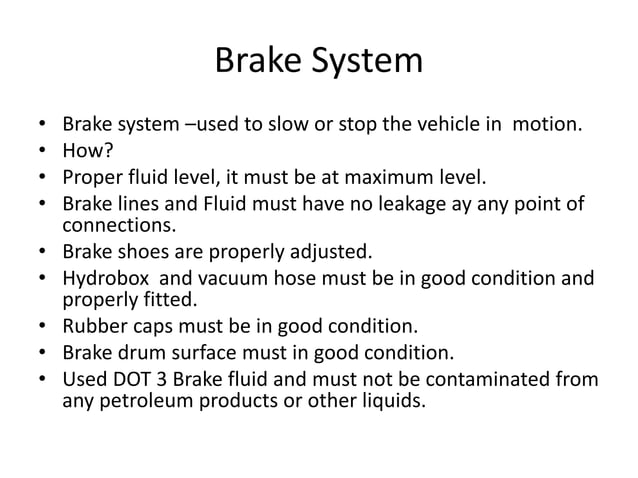 Brake System
• Brake system –used to slow or stop the vehicle in  motion.
• How?
• Proper fluid level, it must be at maximum level.
• Brake lines and Fluid must have no leakage ay any point of
connections.
• Brake shoes are properly adjusted.
• Hydrobox  and vacuum hose must be in good condition and
properly fitted.
• Rubber caps must be in good condition.
• Brake drum surface must in good condition.
• Used DOT 3 Brake fluid and must not be contaminated from
any petroleum products or other liquids.